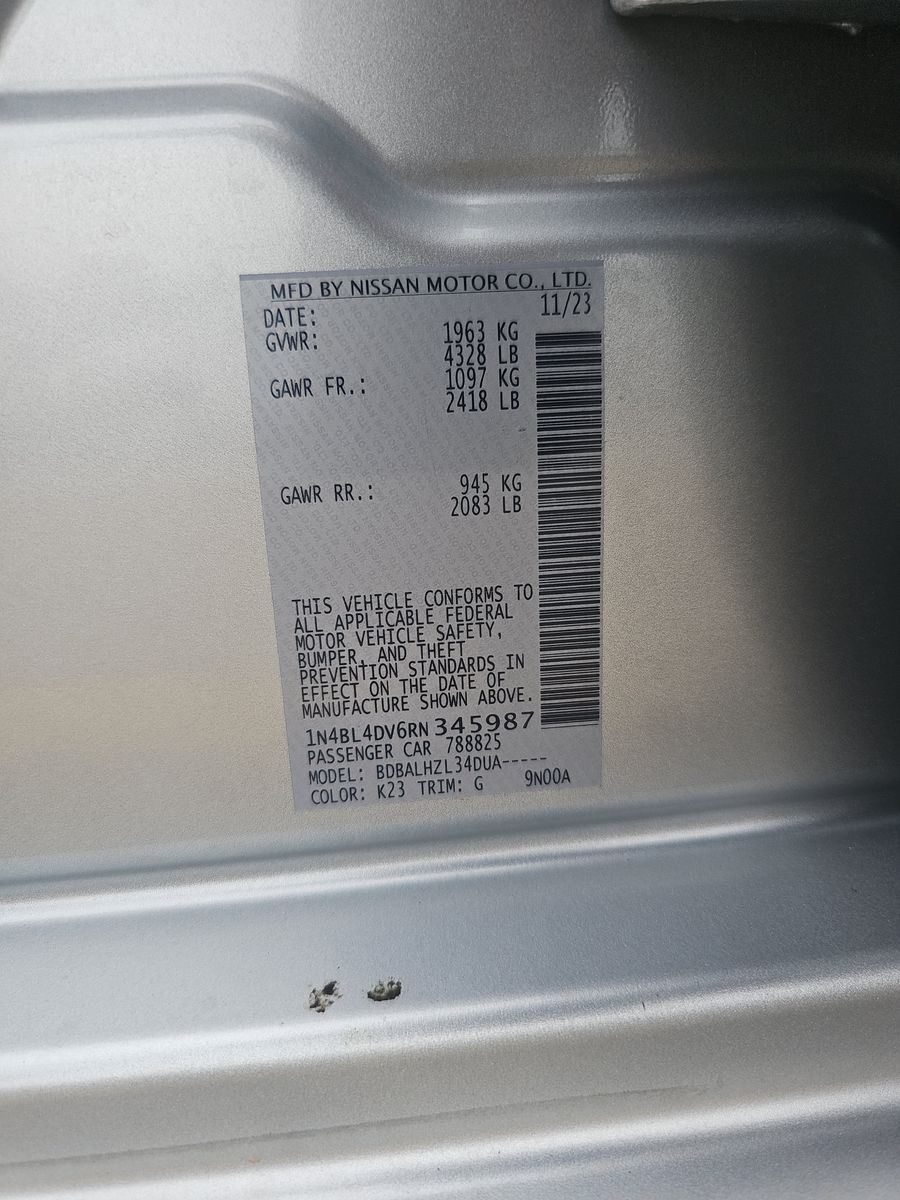 MFD BY NISSAN MOTOR CO., LTD.
DATE: 11/23
GVWR: 1963 KG
4328 LB
GAWR FR.: 1097 KG
2418 LB
GAWR RR.: 945 KG
2083 LB
THIS VEHICLE CONFORMS TO
ALL APPLICABLE FEDERAL
MOTOR VEHICLE SAFETY,
BUMPER, AND THEFT
PREVENTION STANDARDS IN
EFFECT ON THE DATE OF
MANUFACTURE SHOWN ABOVE.
1N4BL4DV6RN345987
PASSENGER CAR 788825
MODEL: BDBALHZL34DUA-----
COLOR: K23 TRIM: G 9N00A